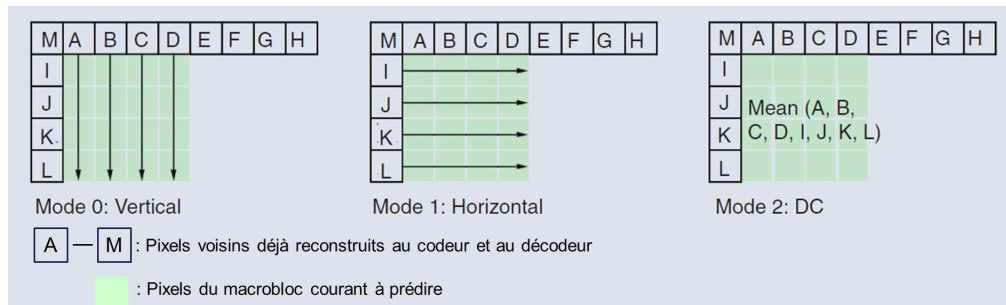 M A B C D E F G H
I
J
K
L
Mode 0: Vertical
M A B C D E F G H
I
J
K
L
Mode 1: Horizontal
M A B C D E F G H
I
J
K
L
Mean (A, B,
C, D, I, J, K, L)
Mode 2: DC
A — M : Pixels voisins déjà reconstruits au codeur et au décodeur
: Pixels du macrobloc courant à prédire